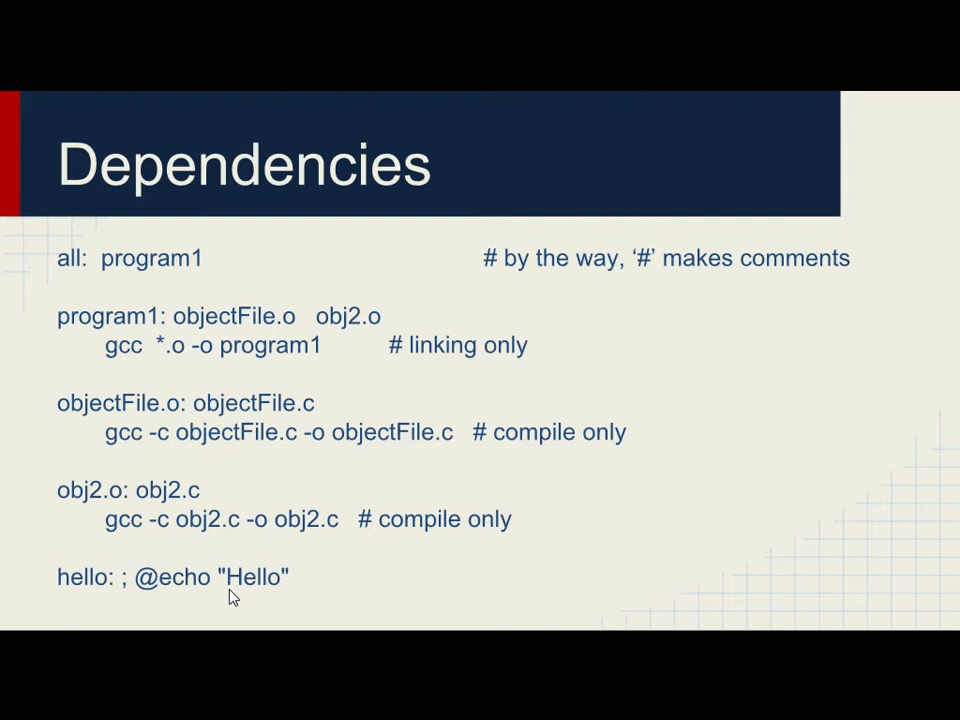 Dependencies
all: program1 # by the way, ‘#’ makes comments
program1: objectFile.o obj2.o
gcc *.o -o program1 # linking only
objectFile.o: objectFile.c
gcc -c objectFile.c -o objectFile.c # compile only
obj2.o: obj2.c
gcc -c obj2.c -o obj2.c # compile only
hello: ; @echo "Hello"